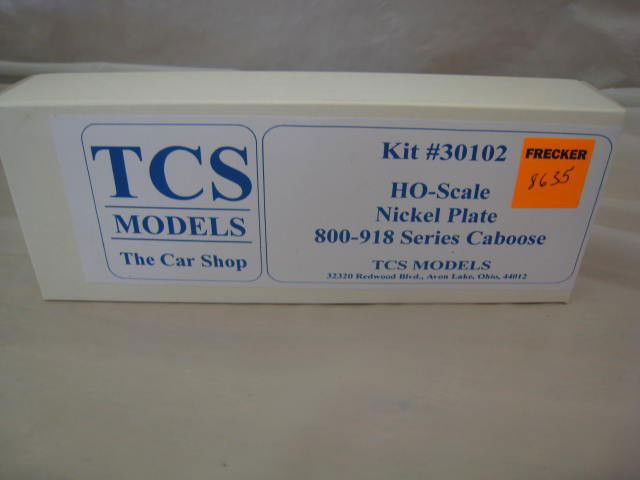 TCS
MODELS
The Car Shop
Kit #30102
HO-Scale
Nickel Plate
800-918 Series Caboose
TCS MODELS
32320 Redwood Blvd., Avon Lake, Ohio, 44012
FRECKER
8635